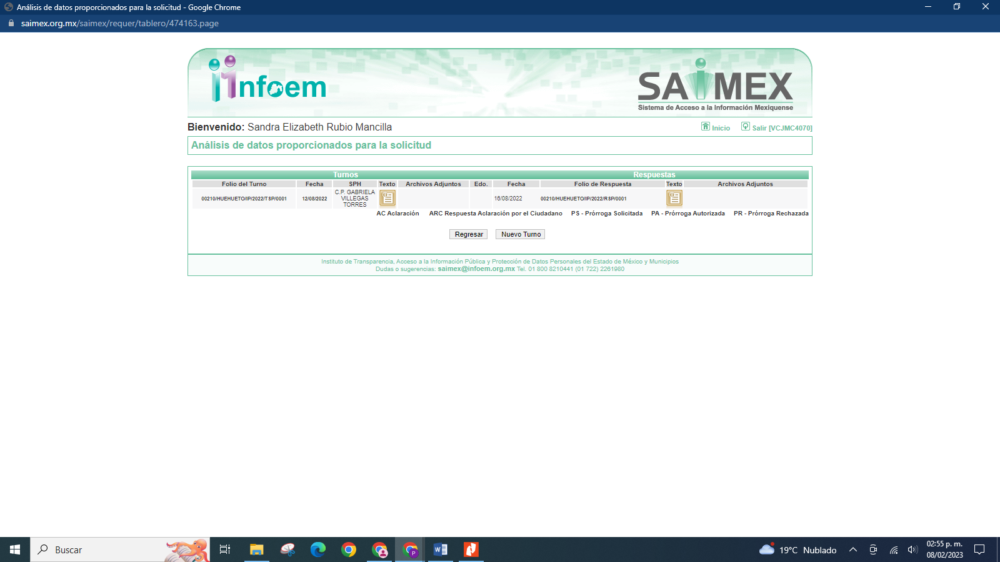 Análisis de datos proporcionados para la solicitud - Google Chrome
saimex.org.mx/saimex/requer/tablero/474163.page
infoem
SAIMEX
Sistema de Acceso a la Información Mexiquense
Bienvenido: Sandra Elizabeth Rubio Mancilla
Inicio Salir [VCJMC4070]
Análisis de datos proporcionados para la solicitud
Turnos Respuestas
Folio del Turno Fecha SPH Texto Archivos Adjuntos Edo. Fecha Folio de Respuesta Texto Archivos Adjuntos
00210/HUEHUETO/IP/2022/TSP/0001 12/08/2022 C.P. GABRIELA VILLEGAS TORRES 16/08/2022 00210/HUEHUETO/IP/2022/RSP/0001
AC Aclaración ARC Respuesta Aclaración por el Ciudadano PS - Prórroga Solicitada PA - Prórroga Autorizada PR - Prórroga Rechazada
Regresar Nuevo Turno
Instituto de Transparencia, Acceso a la Información Pública y Protección de Datos Personales del Estado de México y Municipios
Dudas o sugerencias: saimex@infoem.org.mx Tel. 01 800 8210441 (01 722) 2261980
Buscar
19°C Nublado
02:55 p. m.
08/02/2023